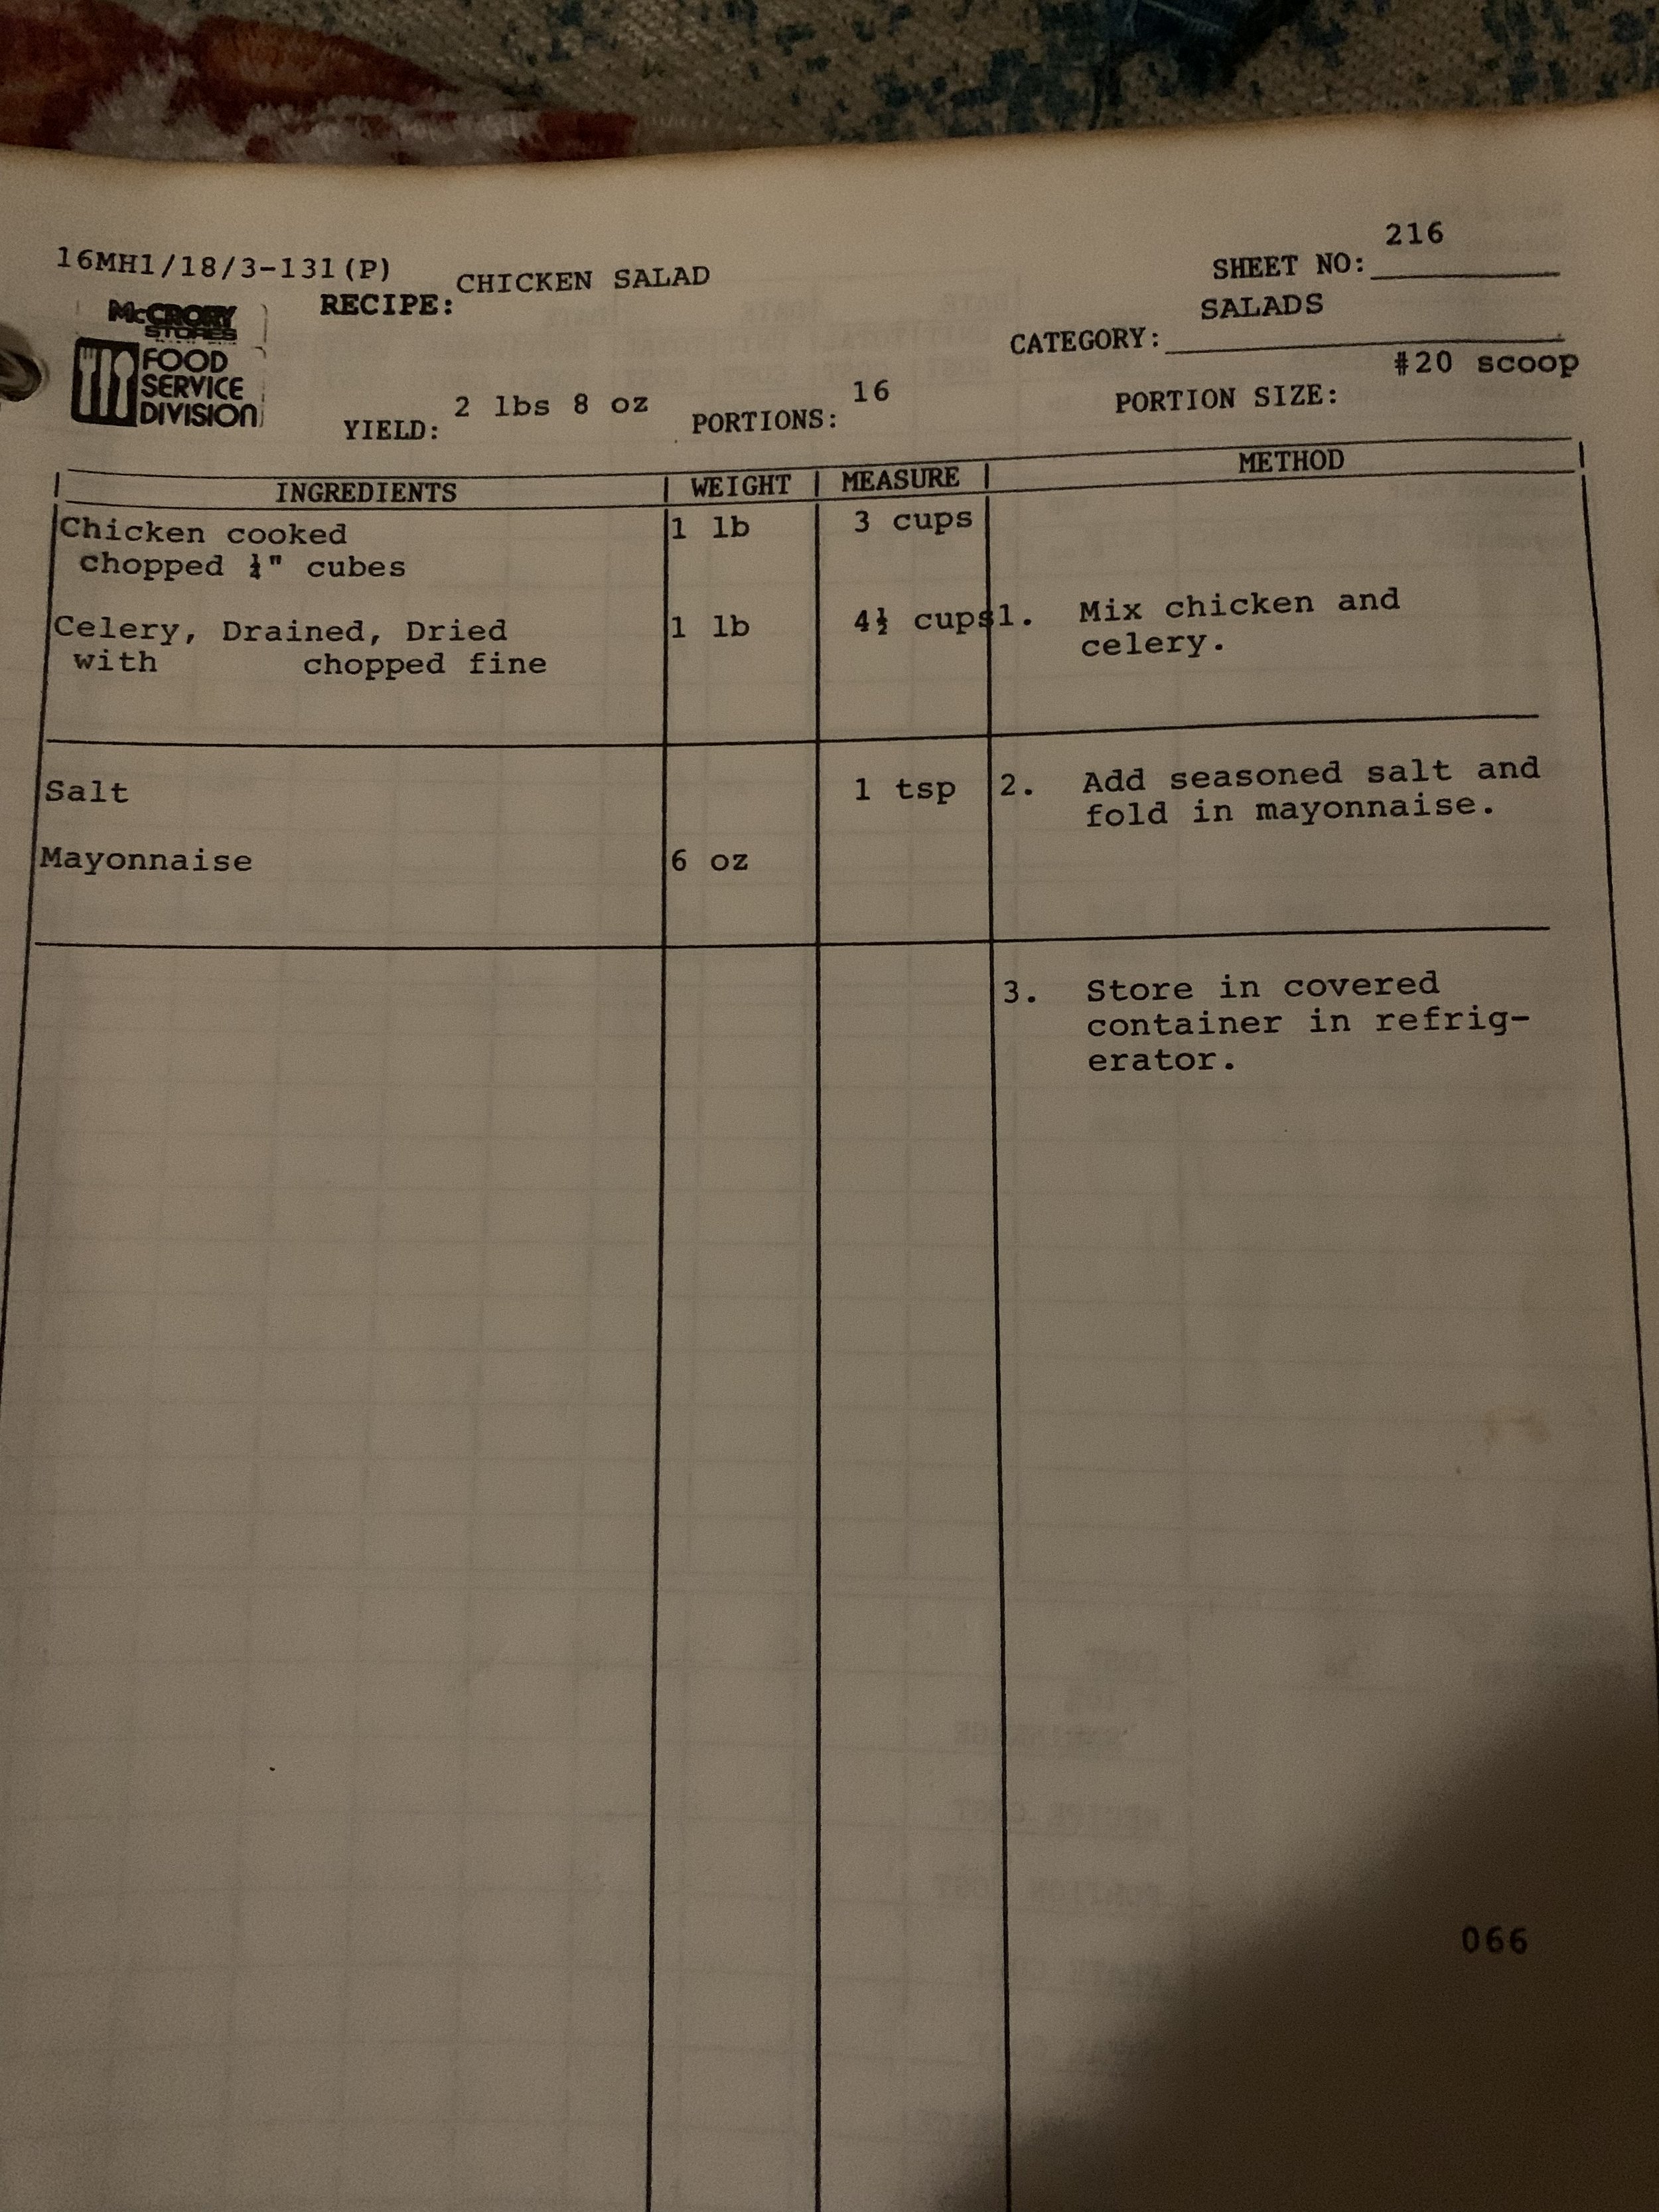 216
16MH1/18/3-131(P)
SHEET NO:
RECIPE: CHICKEN SALAD
McCRORY
STORES
SALADS
CATEGORY:
FOOD
SERVICE
DIVISION
#20 scoop
YIELD: 2 lbs 8 oz PORTIONS: 16 PORTION SIZE:
INGREDIENTS WEIGHT MEASURE METHOD
Chicken cooked 1 lb 3 cups
chopped ¼" cubes
Celery, Drained, Dried 1 lb 4½ cups 1. Mix chicken and
with chopped fine celery.
Salt 1 tsp 2. Add seasoned salt and
fold in mayonnaise.
Mayonnaise 6 oz
3. Store in covered
container in refrig-
erator.
066